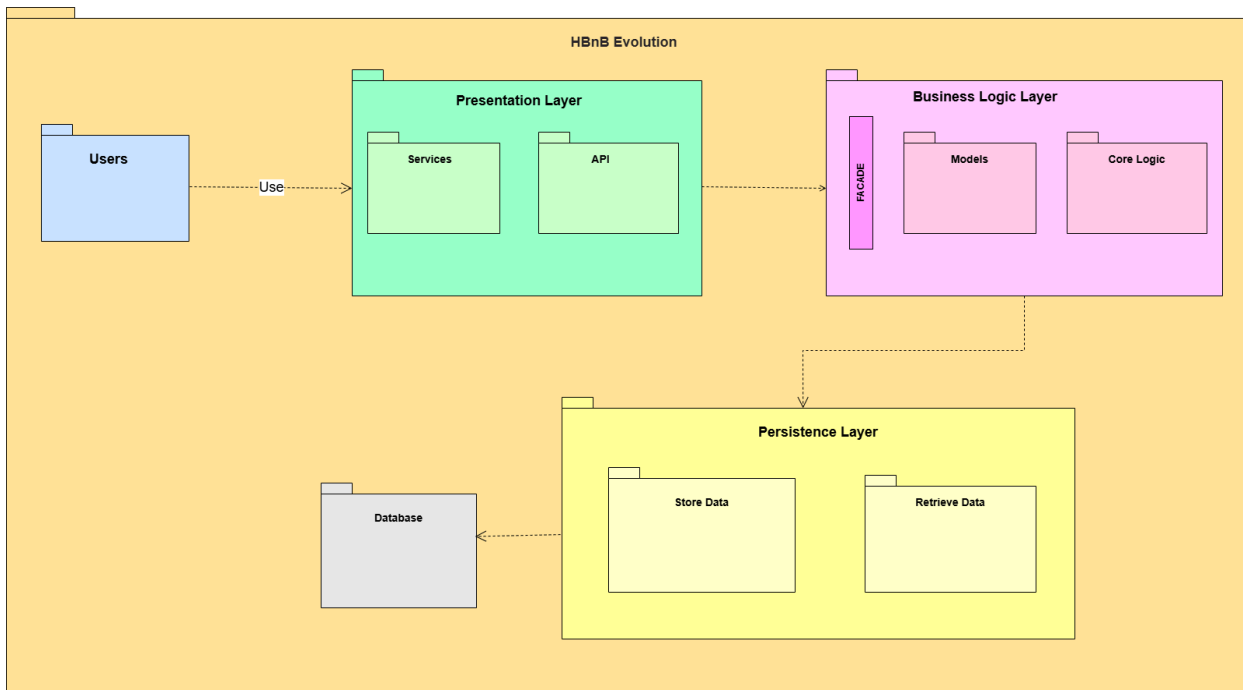 HBnB Evolution
Users
Use
Presentation Layer
Services
API
Business Logic Layer
FACADE
Models
Core Logic
Persistence Layer
Store Data
Retrieve Data
Database